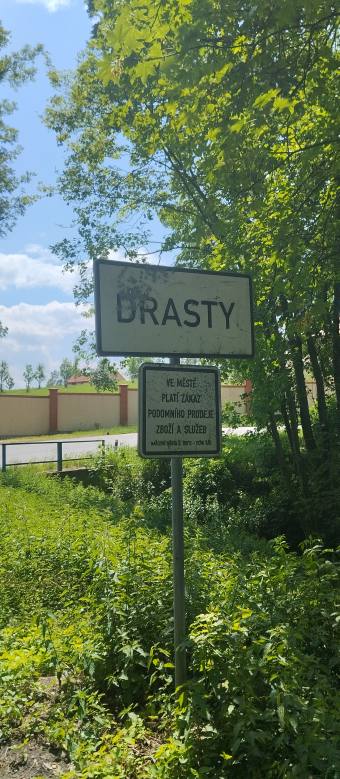 DRASTY
VE MĚSTĚ
PLATÍ ZÁKAZ
PODOMNÍHO PRODEJE
ZBOŽÍ A SLUŽEB